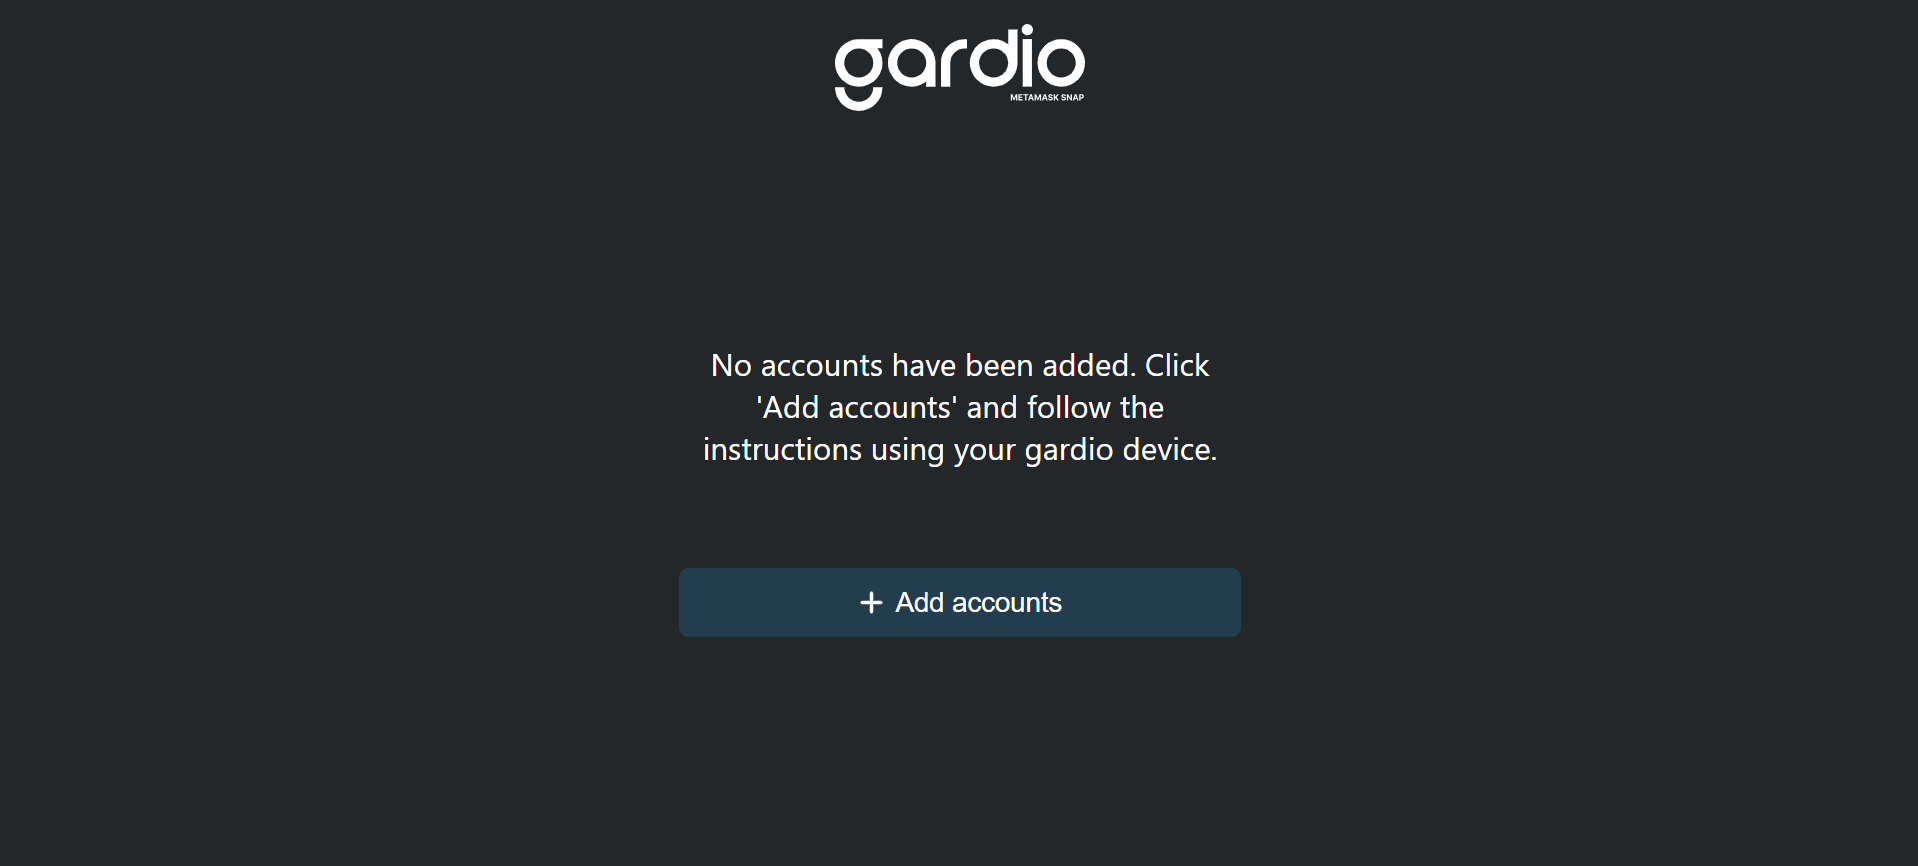 gardio
METAMASK SNAP
No accounts have been added. Click
'Add accounts' and follow the
instructions using your gardio device.
+ Add accounts